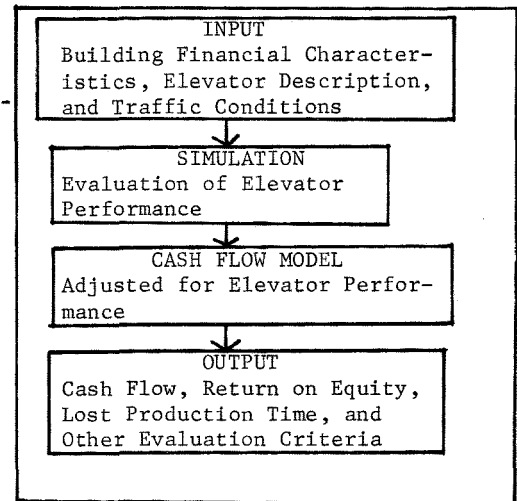 INPUT
Building Financial Character-
istics, Elevator Description,
and Traffic Conditions
SIMULATION
Evaluation of Elevator
Performance
CASH FLOW MODEL
Adjusted for Elevator Perfor-
mance
OUTPUT
Cash Flow, Return on Equity,
Lost Production Time, and
Other Evaluation Criteria